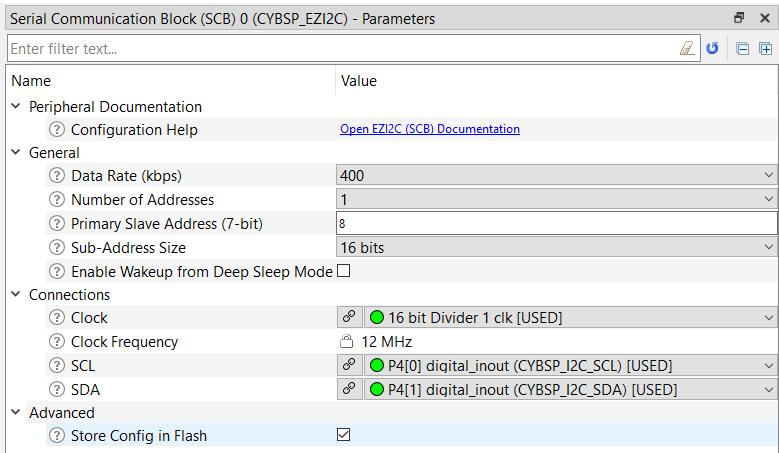 Serial Communication Block (SCB) 0 (CYBSP_EZI2C) - Parameters
Enter filter text...
Name Value
Peripheral Documentation
Configuration Help Open EZI2C (SCB) Documentation
General
Data Rate (kbps) 400
Number of Addresses 1
Primary Slave Address (7-bit) 8
Sub-Address Size 16 bits
Enable Wakeup from Deep Sleep Mode
Connections
Clock 16 bit Divider 1 clk [USED]
Clock Frequency 12 MHz
SCL P4[0] digital_inout (CYBSP_I2C_SCL) [USED]
SDA P4[1] digital_inout (CYBSP_I2C_SDA) [USED]
Advanced
Store Config in Flash